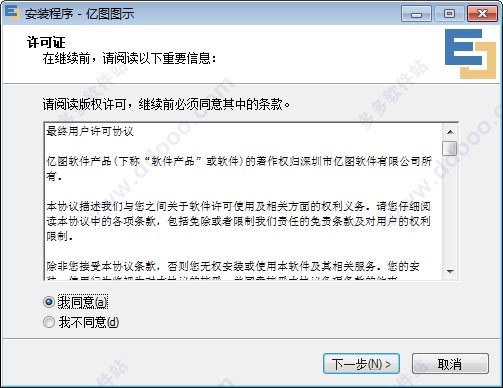 安装程序 - 亿图图示
许可证
在继续前,请阅读以下重要信息:
请阅读版权许可,继续前必须同意其中的条款。
最终用户许可协议
亿图软件产品(下称“软件产品”或软件)的著作权归深圳市亿图软件有限公司所
有.
本协议描述我们与您之间关于软件许可使用及相关方面的权利义务。请您仔细阅
读本协议中的各项条款,包括免除或者限制我们责任的免责条款及对用户的权利
限制.
除非您接受本协议条款,否则您无权安装或使用本软件及其相关服务。您的安
我同意(a)
我不同意(d)
下一步(N) >
取消
多多软件站
www.ddooo.com